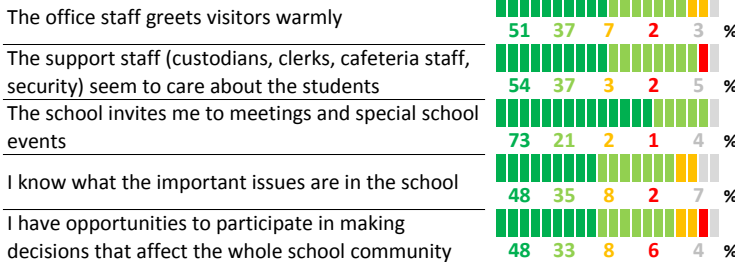 The office staff greets visitors warmly
51 37 7 2 3 %
The support staff (custodians, clerks, cafeteria staff,
security) seem to care about the students
54 37 3 2 5 %
The school invites me to meetings and special school
events
73 21 2 1 4 %
I know what the important issues are in the school
48 35 8 2 7 %
I have opportunities to participate in making
decisions that affect the whole school community
48 33 8 6 4 %